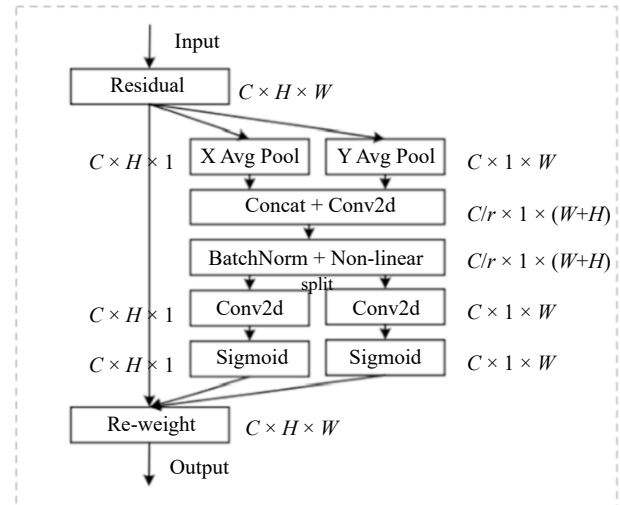 Input
Residual
C × H × W
C × H × 1
X Avg Pool
Y Avg Pool
C × 1 × W
Concat + Conv2d
C/r × 1 × (W+H)
BatchNorm + Non-linear
C/r × 1 × (W+H)
split
C × H × 1
Conv2d
Conv2d
C × 1 × W
C × H × 1
Sigmoid
Sigmoid
C × 1 × W
Re-weight
C × H × W
Output